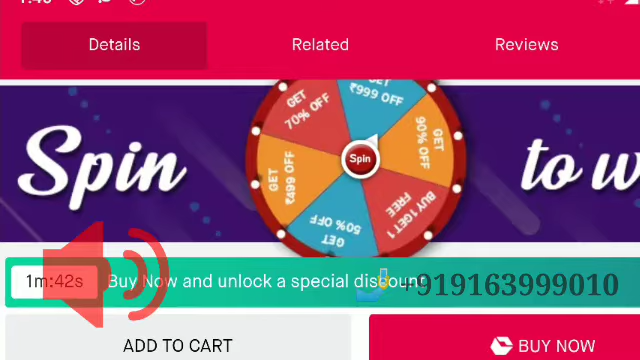 Details Related Reviews
Spin to w
GET 70% OFF
GET ₹999 OFF
GET 90% OFF
BUY 1 GET 1 FREE
GET 50% OFF
GET ₹499 OFF
Spin
1m:42s Buy Now and unlock a special discount
+919163999010
ADD TO CART BUY NOW